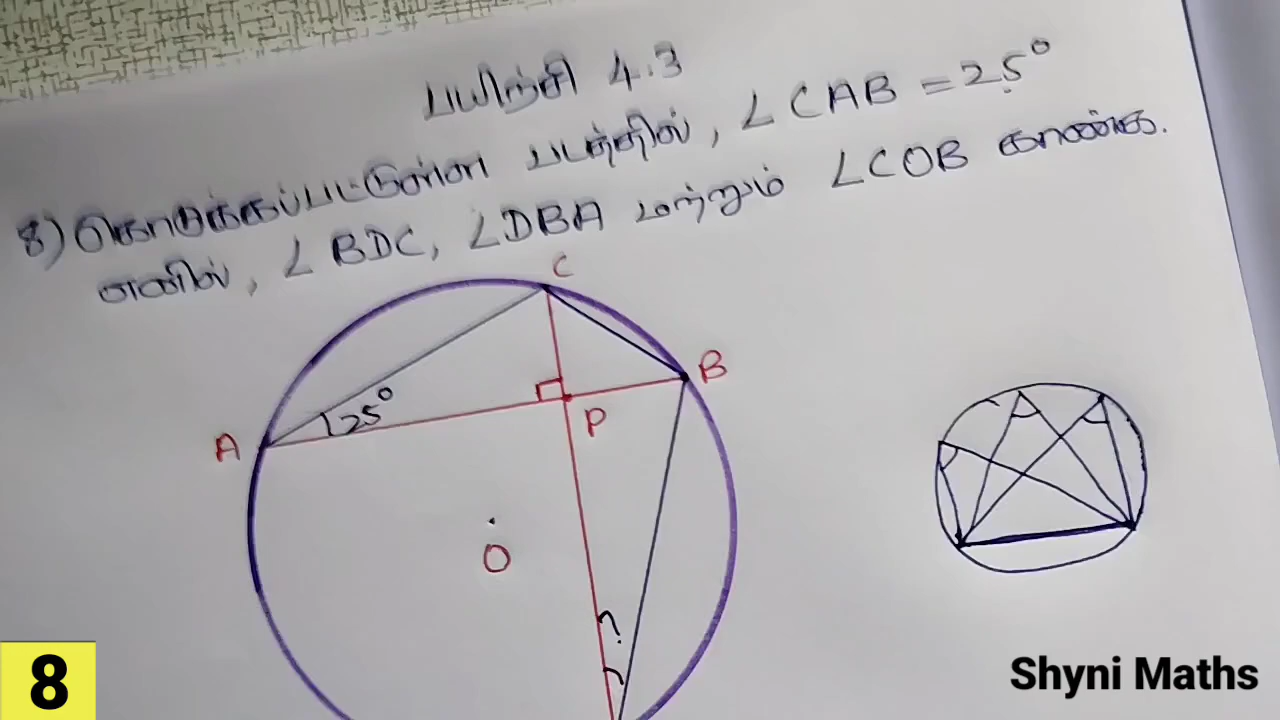 பயிற்சி 4.3
8) கொடுக்கப்பட்டுள்ள படத்தில், ∠CAB = 25°
எனில், ∠BDC, ∠DBA மற்றும் ∠COB காண்க.
C
B
A
25°
P
O
?
8
Shyni Maths